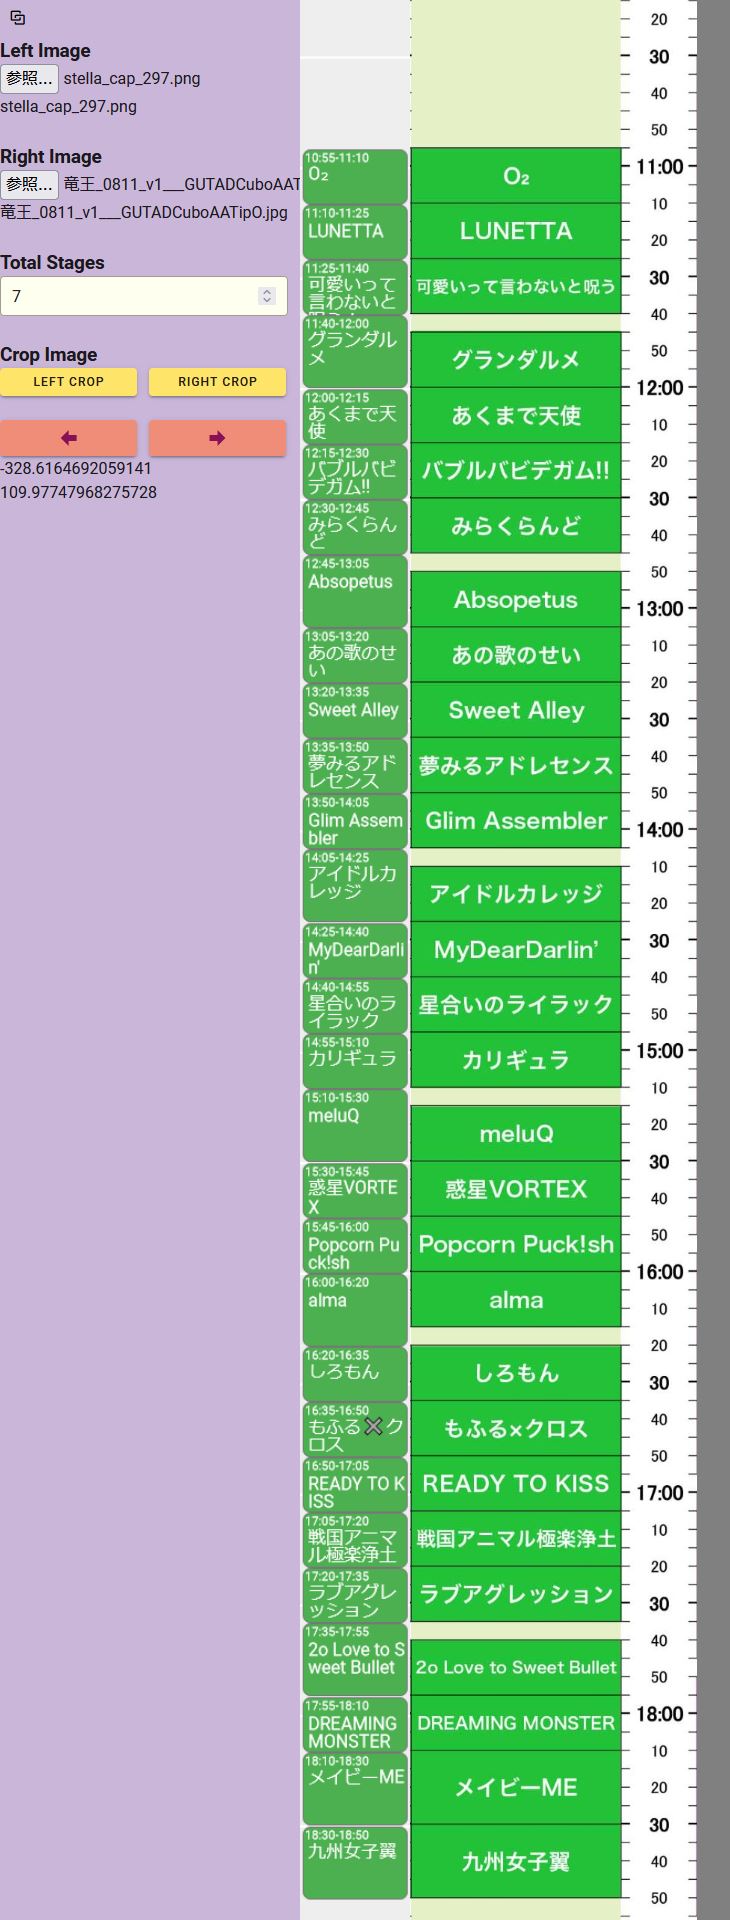 Left Image
参照... stella_cap_297.png
stella_cap_297.png
Right Image
参照... 竜王_0811_v1___GUTADCuboAAT
竜王_0811_v1___GUTADCuboAATipO.jpg
Total Stages
7
Crop Image
LEFT CROP RIGHT CROP
-328.6164692059141
109.97747968275728
10:55-11:10
O₂
11:10-11:25
LUNETTA
11:25-11:40
可愛いって
言わないと
11:40-12:00
グランダル
メ
12:00-12:15
あくまで天
使
12:15-12:30
バブルバビ
デガム!!
12:30-12:45
みらくらん
ど
12:45-13:05
Absopetus
13:05-13:20
あの歌のせ
い
13:20-13:35
Sweet Alley
13:35-13:50
夢みるアド
レセンス
13:50-14:05
Glim Assem
bler
14:05-14:25
アイドルカ
レッジ
14:25-14:40
MyDearDarli
n'
14:40-14:55
星合いのラ
イラック
14:55-15:10
カリギュラ
15:10-15:30
meluQ
15:30-15:45
惑星VORTE
X
15:45-16:00
Popcorn Pu
ck!sh
16:00-16:20
alma
16:20-16:35
しろもん
16:35-16:50
もふる✖ク
ロス
16:50-17:05
READY TO K
ISS
17:05-17:20
戦国アニマ
ル極楽浄土
17:20-17:35
ラブアグレ
ッション
17:35-17:55
2o Love to S
weet Bullet
17:55-18:10
DREAMING
MONSTER
18:10-18:30
メイビーME
18:30-18:50
九州女子翼
O₂
LUNETTA
可愛いって言わないと呪う
グランダルメ
あくまで天使
バブルバビデガム!!
みらくらんど
Absopetus
あの歌のせい
Sweet Alley
夢みるアドレセンス
Glim Assembler
アイドルカレッジ
MyDearDarlin’
星合いのライラック
カリギュラ
meluQ
惑星VORTEX
Popcorn Puck!sh
alma
しろもん
もふる×クロス
READY TO KISS
戦国アニマル極楽浄土
ラブアグレッション
2o Love to Sweet Bullet
DREAMING MONSTER
メイビーME
九州女子翼
20
30
40
50
11:00
10
20
30
40
50
12:00
10
20
30
40
50
13:00
10
20
30
40
50
14:00
10
20
30
40
50
15:00
10
20
30
40
50
16:00
10
20
30
40
50
17:00
10
20
30
40
50
18:00
10
20
30
40
50